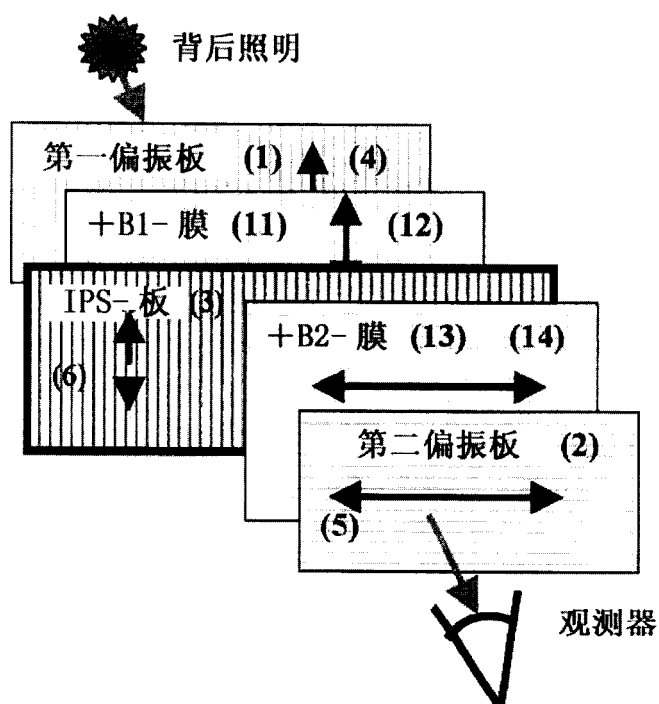 背后照明
第一偏振板 (1) (4)
+B1-膜 (11) (12)
IPS-板 (3)
+B2-膜 (13) (14)
(6)
第二偏振板 (2)
(5)
观测器